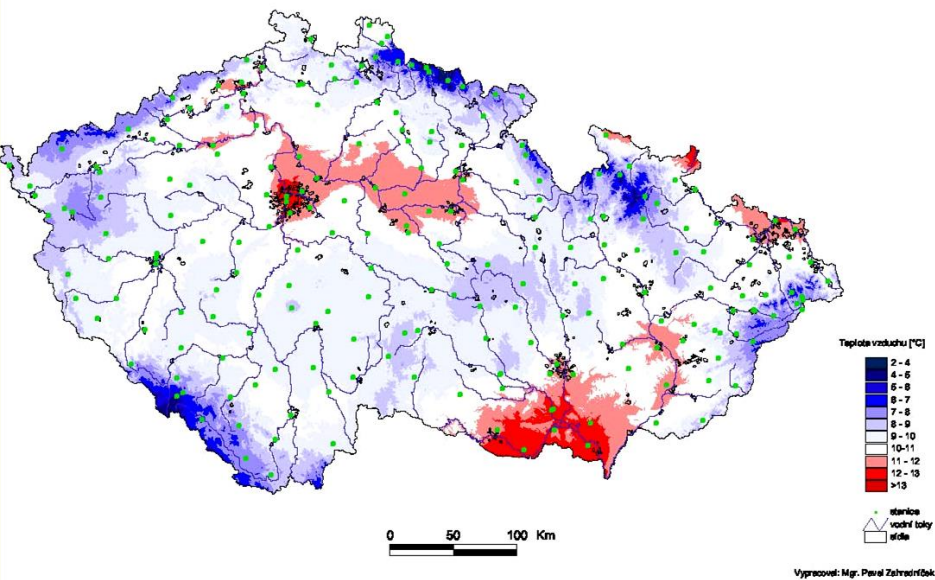 Teplota vzduchu [°C]
2 - 4
4 - 5
5 - 6
6 - 7
7 - 8
8 - 9
9 - 10
10-11
11 - 12
12 - 13
>13
stanice
vodní toky
sídla
0 50 100 Km
Vypracoval: Mgr. Pavel Zahradníček